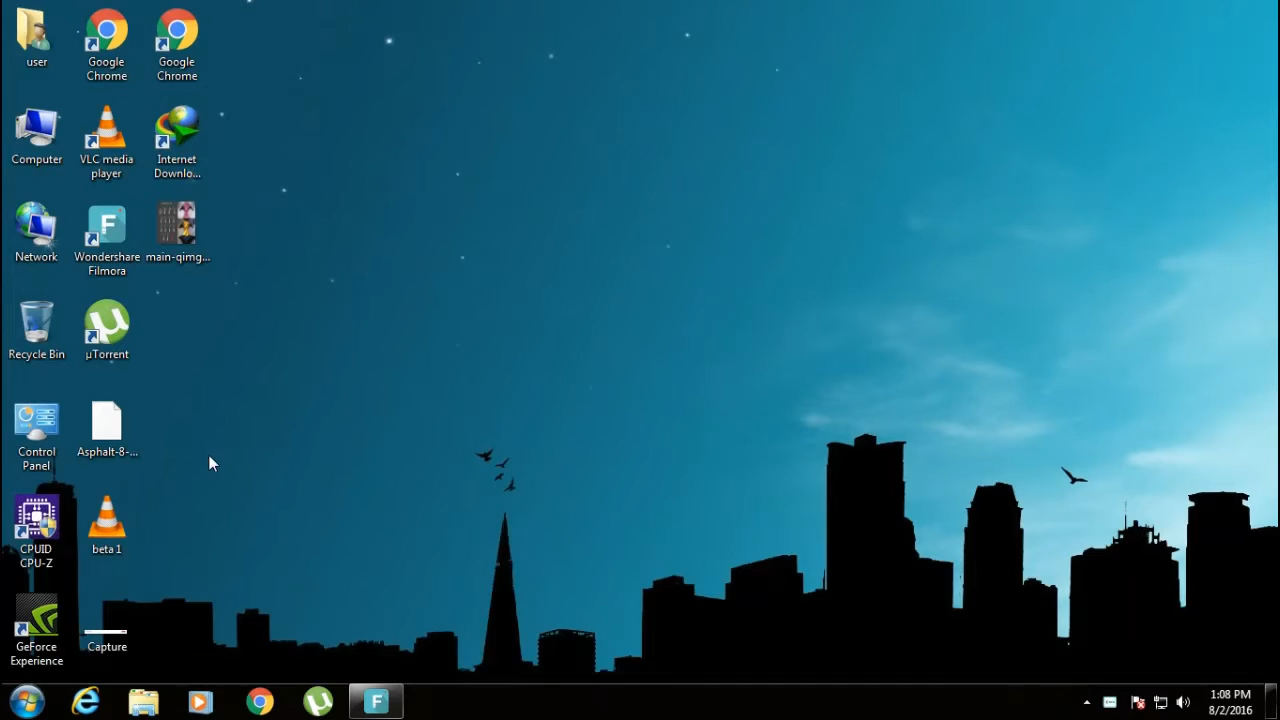 user
Google
Chrome
Google
Chrome
Computer
VLC media
player
Internet
Downlo...
Network
Wondershare
Filmora
main-qimg...
Recycle Bin
µTorrent
Control
Panel
Asphalt-8-...
CPUID
CPU-Z
beta 1
GeForce
Experience
Capture
1:08 PM
8/2/2016